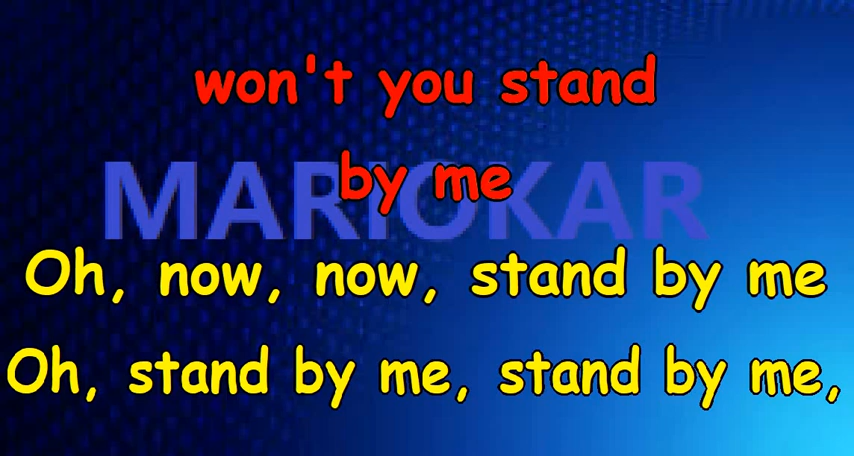 won't you stand
by me
MARIOKAR
Oh, now, now, stand by me
Oh, stand by me, stand by me,